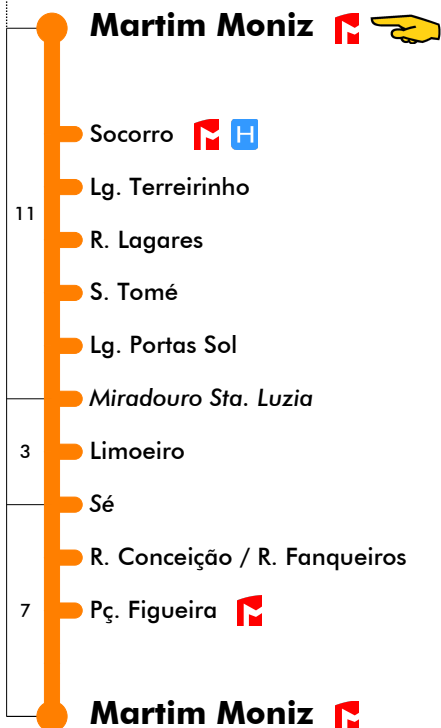 Martim Moniz
Socorro H
Lg. Terreirinho
11
R. Lagares
S. Tomé
Lg. Portas Sol
Miradouro Sta. Luzia
3 Limoeiro
Sé
R. Conceição / R. Fanqueiros
7 Pç. Figueira
Martim Moniz